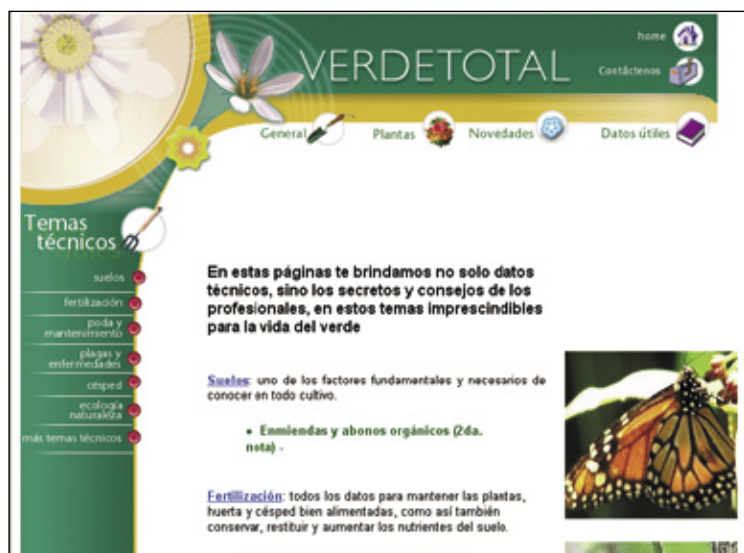 VERDETOTAL
home
Contáctenos
General
Plantas
Novedades
Datos útiles
Temas
técnicos
suelos
fertilización
poda y
mantenimiento
plagas y
enfermedades
césped
ecología
naturaleza
más temas técnicos
En estas páginas te brindamos no solo datos
técnicos, sino los secretos y consejos de los
profesionales, en estos temas imprescindibles
para la vida del verde
Suelos: uno de los factores fundamentales y necesarios de
conocer en todo cultivo.
• Enmiendas y abonos orgánicos (2da.
nota) -
Fertilización: todos los datos para mantener las plantas,
huerta y césped bien alimentadas, como así también
conservar, restituir y aumentar los nutrientes del suelo.